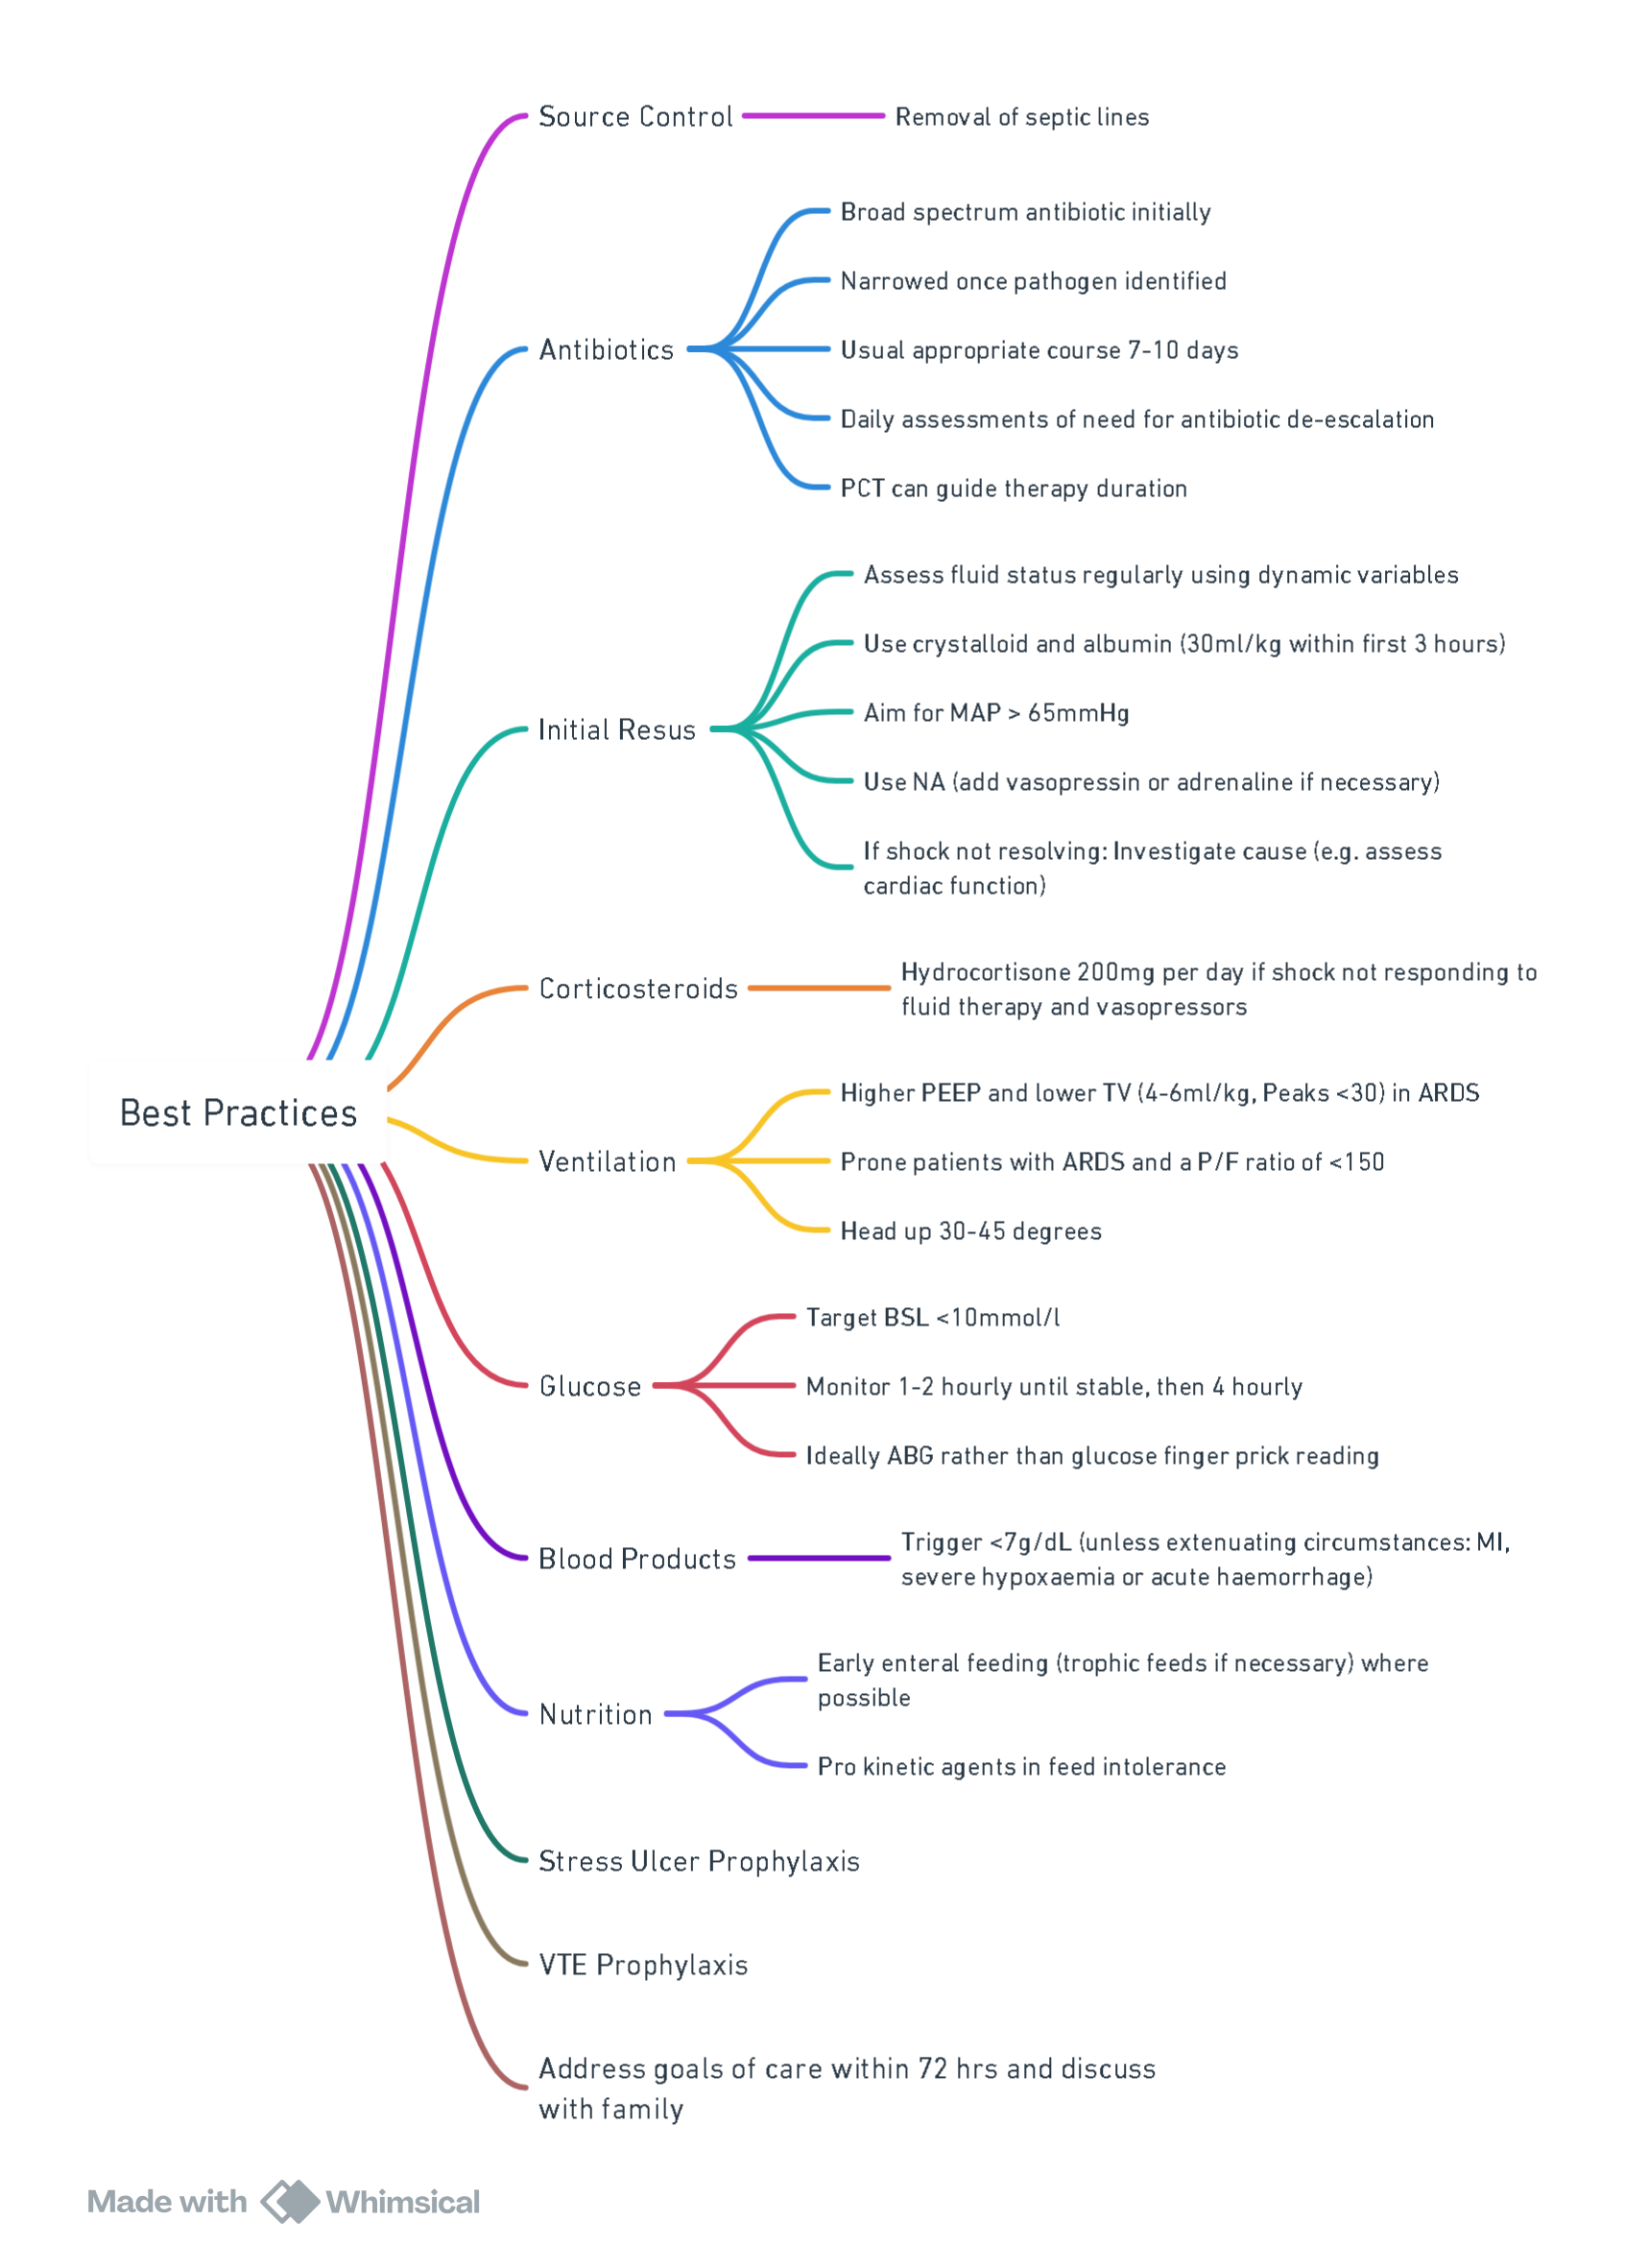 Source Control
Removal of septic lines
Broad spectrum antibiotic initially
Narrowed once pathogen identified
Antibiotics
Usual appropriate course 7-10 days
Daily assessments of need for antibiotic de-escalation
PCT can guide therapy duration
Assess fluid status regularly using dynamic variables
Use crystalloid and albumin (30ml/kg within first 3 hours)
Aim for MAP > 65mmHg
Initial Resus
Use NA (add vasopressin or adrenaline if necessary)
If shock not resolving: Investigate cause (e.g. assess
cardiac function)
Corticosteroids
Hydrocortisone 200mg per day if shock not responding to
fluid therapy and vasopressors
Best Practices
Higher PEEP and lower TV (4-6ml/kg, Peaks <30) in ARDS
Ventilation
Prone patients with ARDS and a P/F ratio of <150
Head up 30-45 degrees
Target BSL <10mmol/l
Glucose
Monitor 1-2 hourly until stable, then 4 hourly
Ideally ABG rather than glucose finger prick reading
Blood Products
Trigger <7g/dL (unless extenuating circumstances: MI,
severe hypoxaemia or acute haemorrhage)
Early enteral feeding (trophic feeds if necessary) where
possible
Nutrition
Pro kinetic agents in feed intolerance
Stress Ulcer Prophylaxis
VTE Prophylaxis
Address goals of care within 72 hrs and discuss
with family
Made with Whimsical